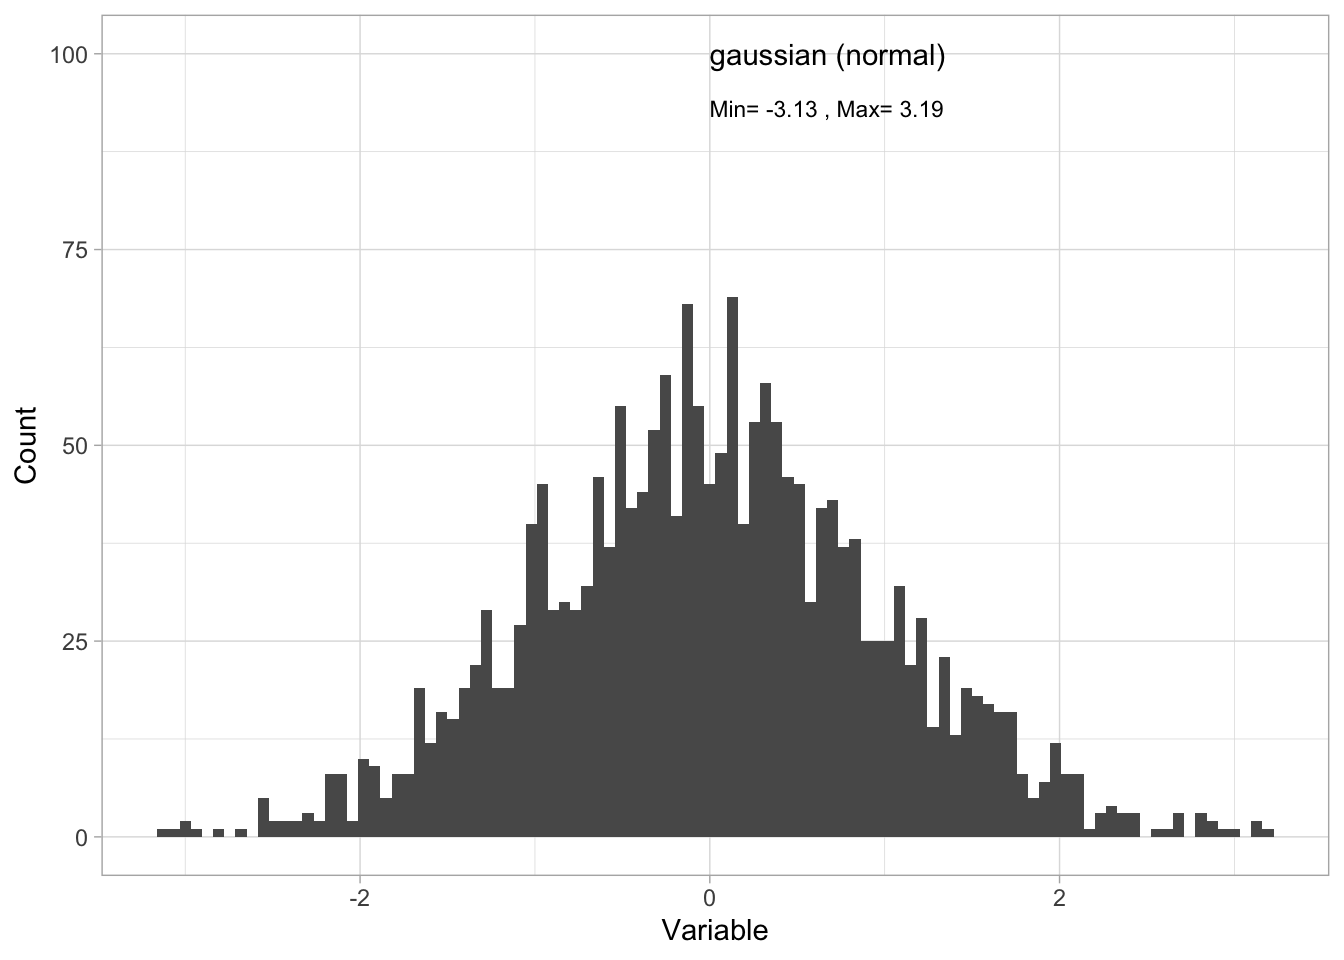 gaussian (normal)
Min= -3.13 , Max= 3.19
100
75
50
25
0
Count
-2 0 2
Variable